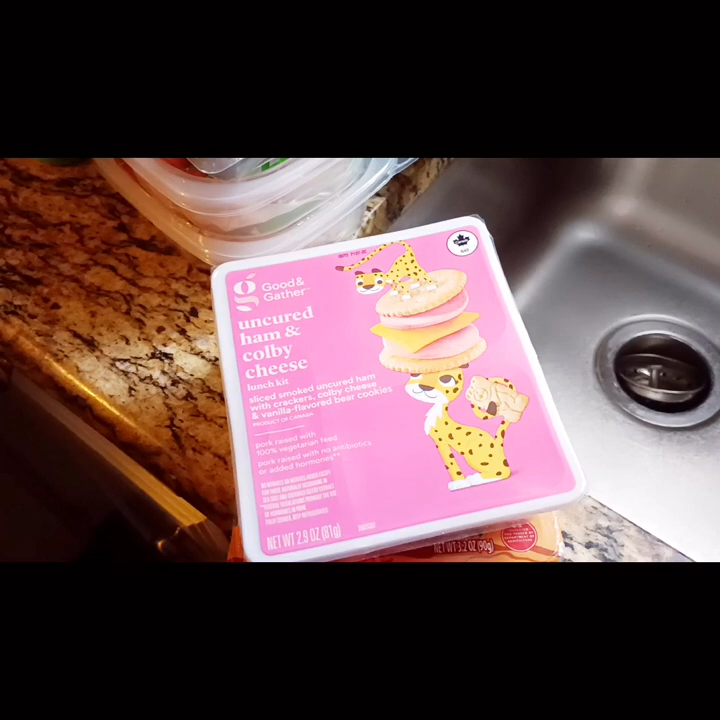 Good&
Gather™
uncured
ham &
colby
cheese
lunch kit
sliced smoked uncured ham
with crackers, colby cheese
& vanilla-flavored bear cookies
PRODUCT OF CANADA
pork raised with
100% vegetarian feed
pork raised with no antibiotics
or added hormones**
NET WT 2.9 OZ (81g)
NET WT 3.2 OZ (90g)